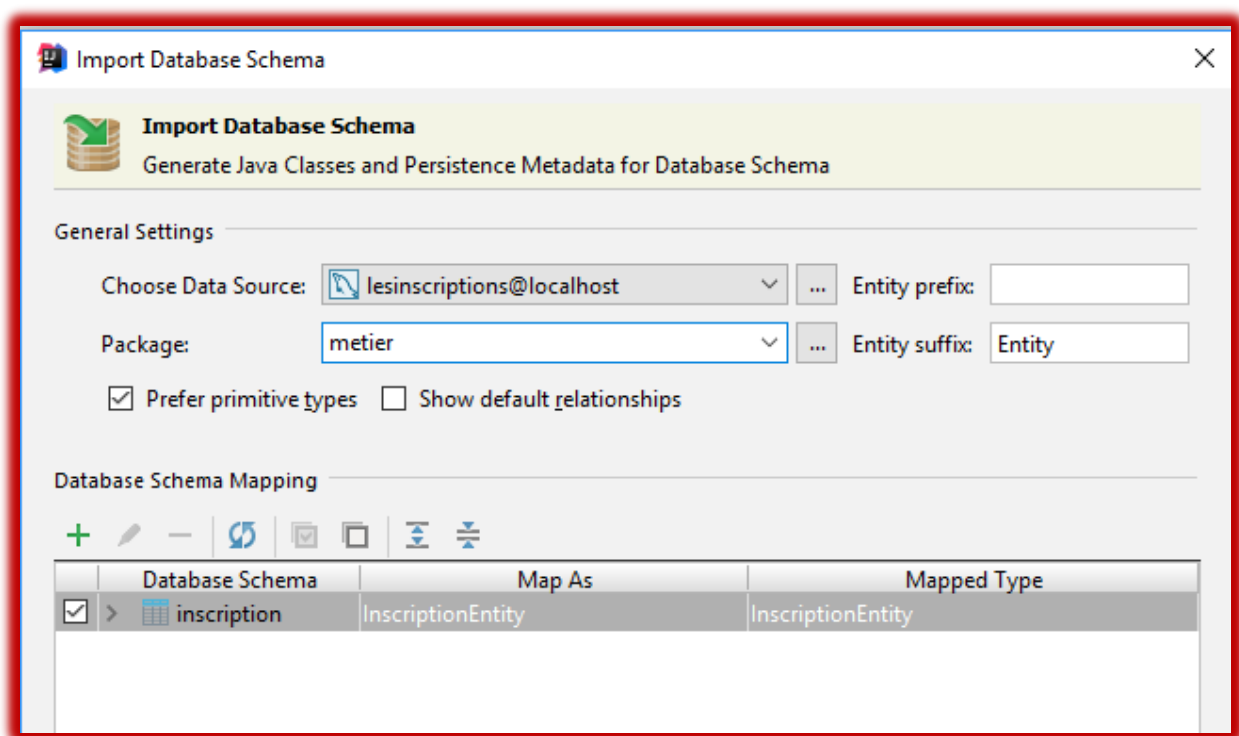 Import Database Schema
Import Database Schema
Generate Java Classes and Persistence Metadata for Database Schema
General Settings
Choose Data Source: lesinscriptions@localhost ... Entity prefix:
Package: metier ... Entity suffix: Entity
Prefer primitive types Show default relationships
Database Schema Mapping
Database Schema Map As Mapped Type
inscription InscriptionEntity InscriptionEntity